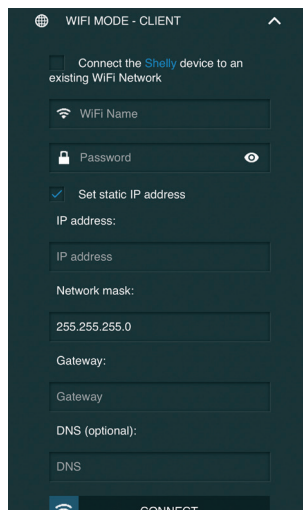 WIFI MODE - CLIENT
Connect the Shelly device to an
existing WiFi Network
WiFi Name
Password
Set static IP address
IP address:
IP address
Network mask:
255.255.255.0
Gateway:
Gateway
DNS (optional):
DNS
CONNECT